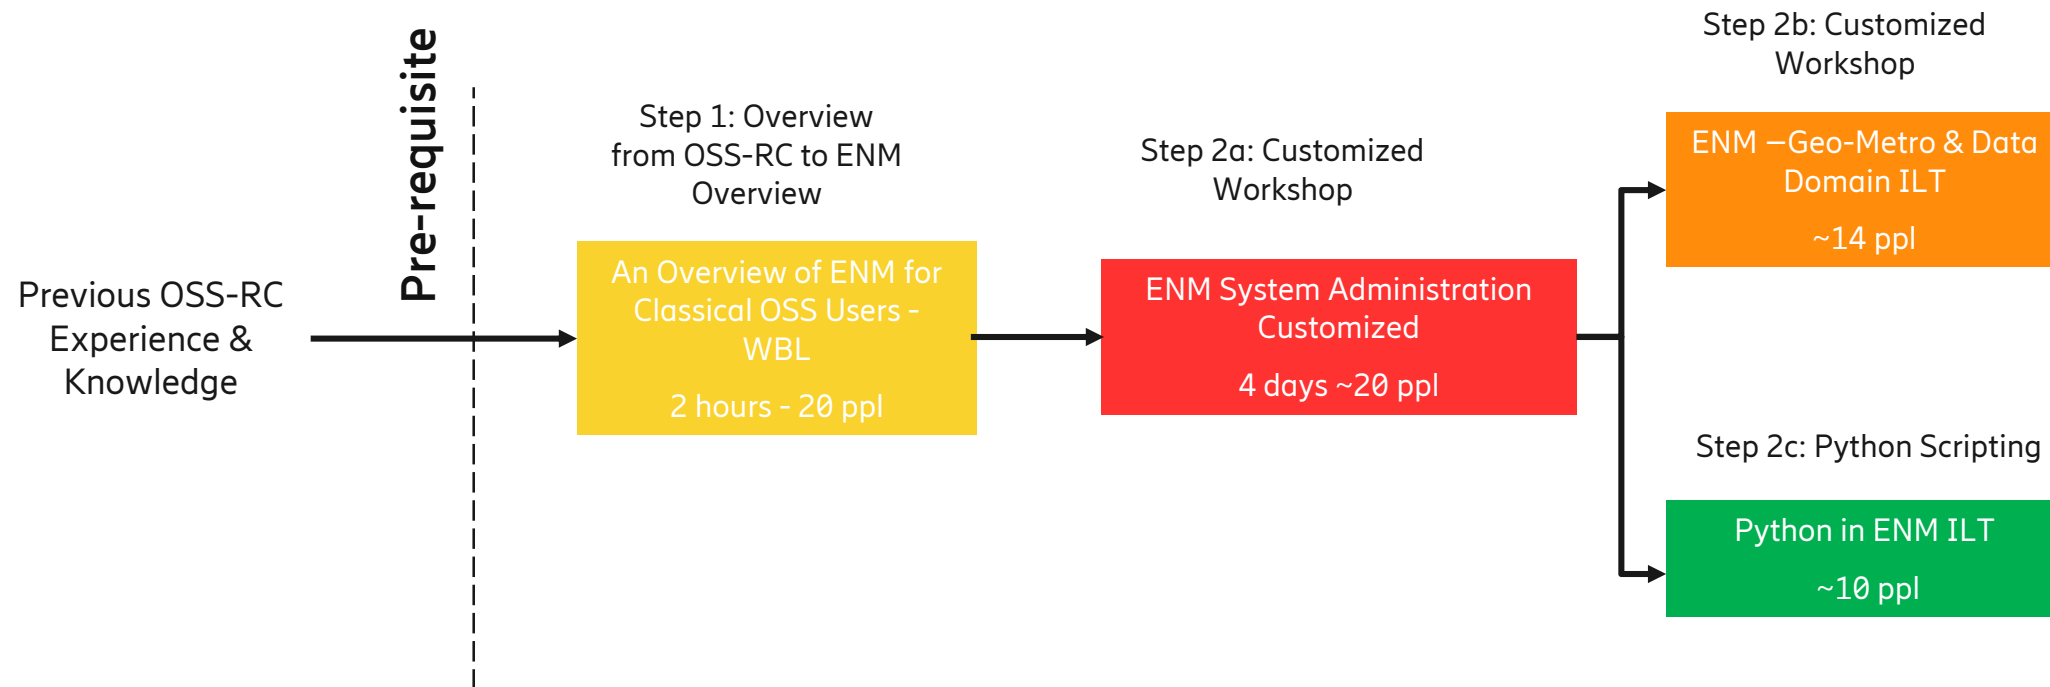 Previous OSS-RC
Experience &
Knowledge
Pre-requisite
Step 1: Overview
from OSS-RC to ENM
Overview
An Overview of ENM for
Classical OSS Users -
WBL
2 hours - 20 ppl
Step 2a: Customized
Workshop
ENM System Administration
Customized
4 days ~20 ppl
Step 2b: Customized
Workshop
ENM –Geo-Metro & Data
Domain ILT
~14 ppl
Step 2c: Python Scripting
Python in ENM ILT
~10 ppl